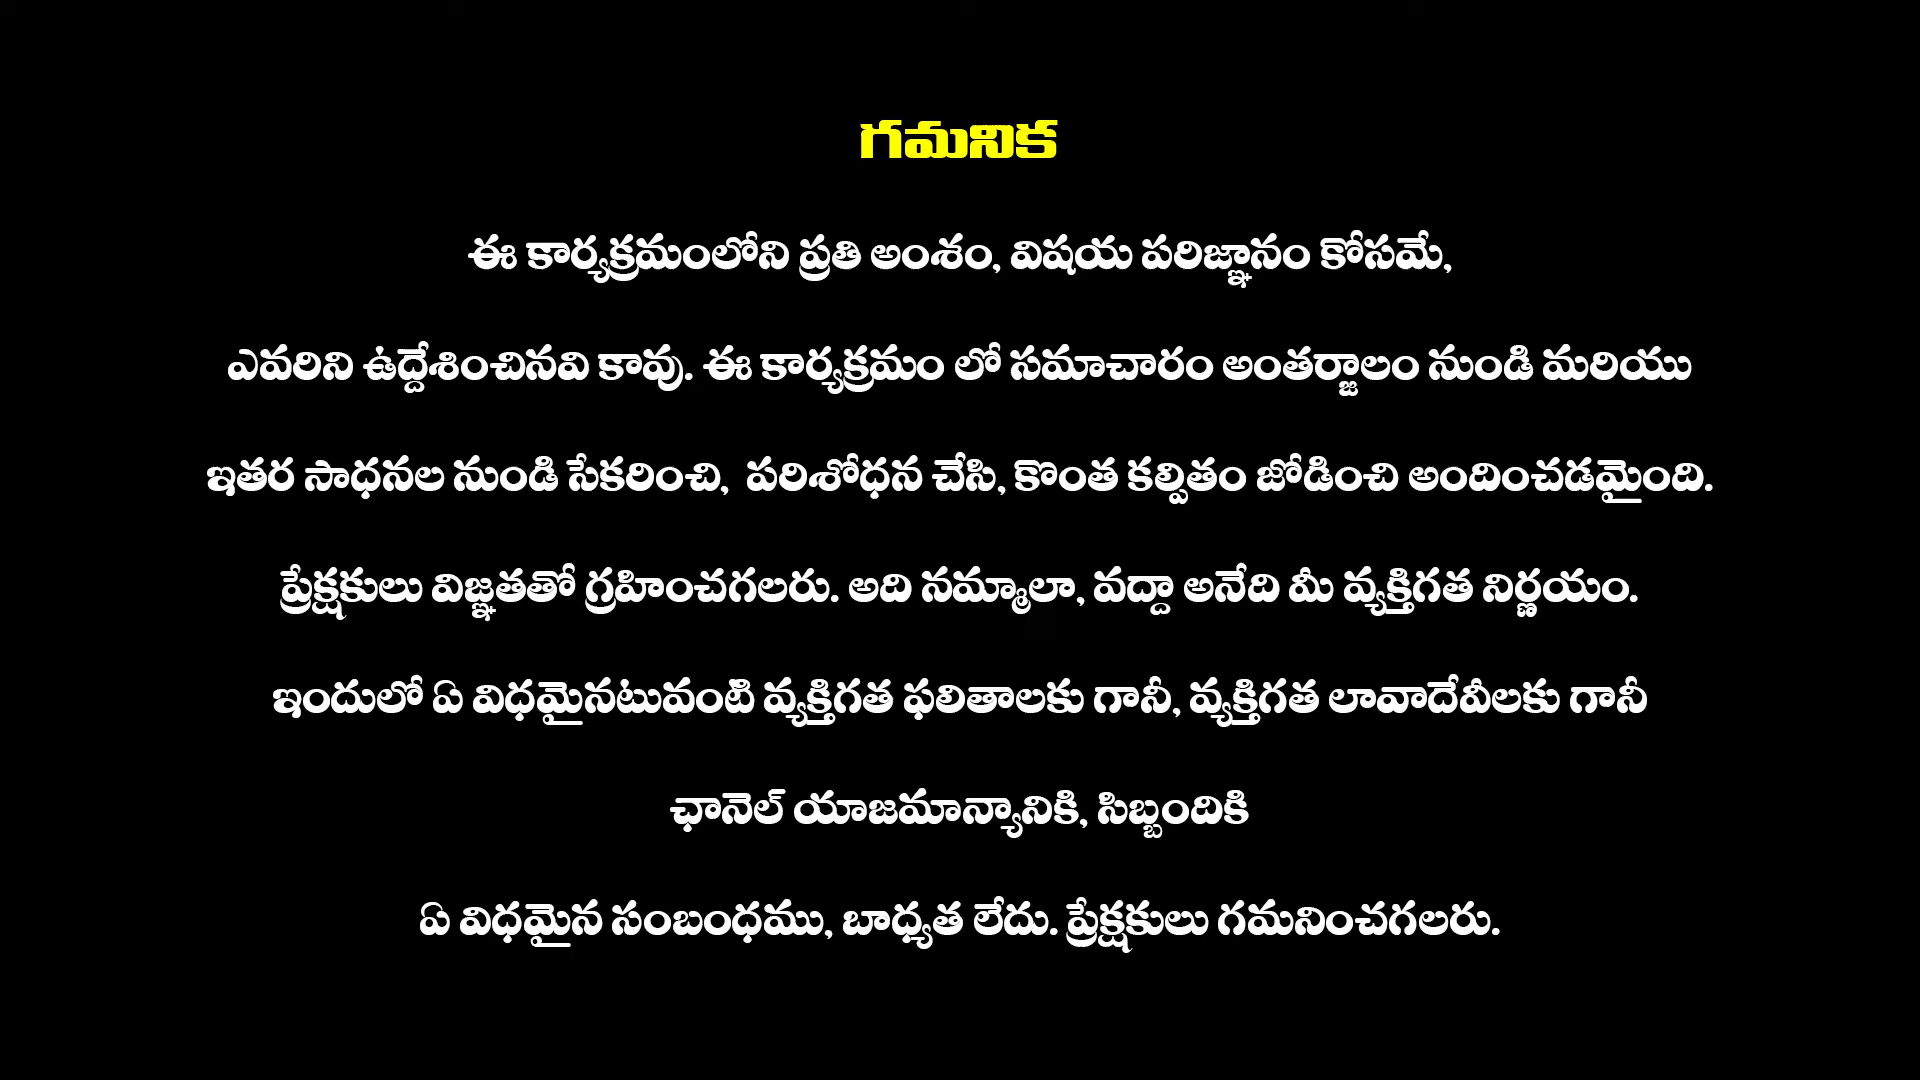 గమనిక
ఈ కార్యక్రమంలోని ప్రతి అంశం, విషయ పరిజ్ఞానం కోసమే,
ఎవరిని ఉద్దేశించినవి కావు. ఈ కార్యక్రమం లో సమాచారం అంతర్జాలం నుండి మరియు
ఇతర సాధనల నుండి సేకరించి, పరిశోధన చేసి, కొంత కల్పితం జోడించి అందించడమైంది.
ప్రేక్షకులు విజ్ఞతతో గ్రహించగలరు. అది నమ్మాలా, వద్దా అనేది మీ వ్యక్తిగత నిర్ణయం.
ఇందులో ఏ విధమైనటువంటి వ్యక్తిగత ఫలితాలకు గానీ, వ్యక్తిగత లావాదేవీలకు గానీ
ఛానెల్ యాజమాన్యానికి, సిబ్బందికి
ఏ విధమైన సంబంధము, బాధ్యత లేదు. ప్రేక్షకులు గమనించగలరు.